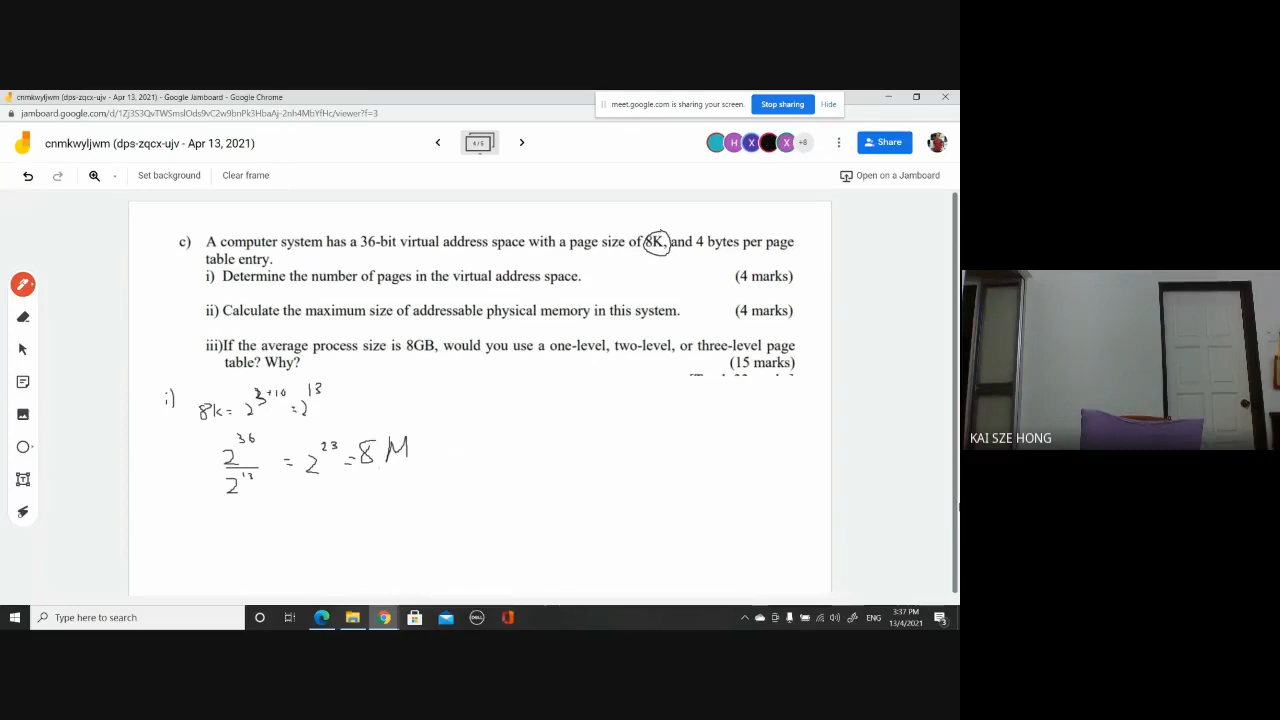 cnmkwyljwm (dps-zqcx-ujv - Apr 13, 2021) - Google Jamboard - Google Chrome
meet.google.com is sharing your screen.
Stop sharing
Hide
cnmkwyljwm (dps-zqcx-ujv - Apr 13, 2021)
4/5
H
X
X
+8
Share
Set background
Clear frame
Open on a Jamboard
c) A computer system has a 36-bit virtual address space with a page size of 8K, and 4 bytes per page
table entry.
i) Determine the number of pages in the virtual address space. (4 marks)
ii) Calculate the maximum size of addressable physical memory in this system. (4 marks)
iii)If the average process size is 8GB, would you use a one-level, two-level, or three-level page
table? Why? (15 marks)
i) 8K = 2^3+10 = 2^13
2^36 / 2^13 = 2^23 = 8 M
KAI SZE HONG
Type here to search
ENG
3:37 PM
13/4/2021
3